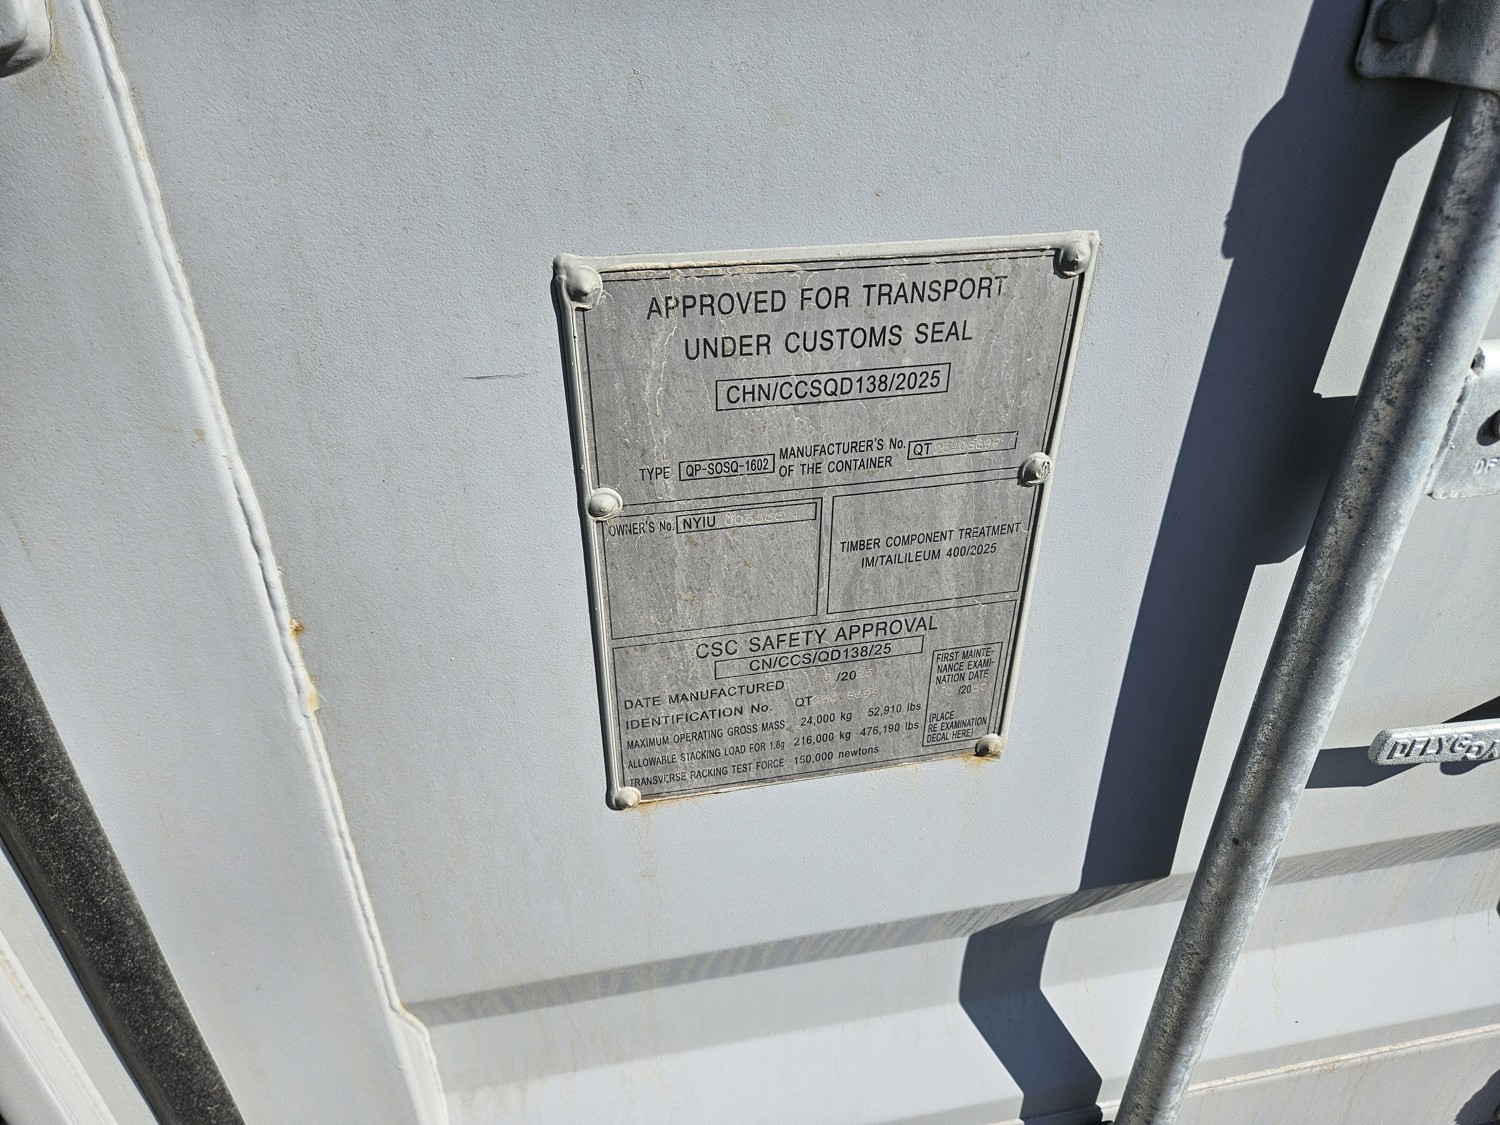 APPROVED FOR TRANSPORT
UNDER CUSTOMS SEAL
CHN/CCSQD138/2025
TYPE QP-SOSQ-1602 MANUFACTURER'S No. OF THE CONTAINER QT
OWNER'S No. NYIU
TIMBER COMPONENT TREATMENT
IM/TAILILEUM 400/2025
CSC SAFETY APPROVAL
CN/CCS/QD138/25
DATE MANUFACTURED
IDENTIFICATION No. QT
MAXIMUM OPERATING GROSS MASS 24,000 kg 52,910 lbs
ALLOWABLE STACKING LOAD FOR 1.8g 216,000 kg 476,190 lbs
TRANSVERSE RACKING TEST FORCE 150,000 newtons
FIRST MAINTE-
NANCE EXAMI-
NATION DATE
(PLACE
RE EXAMINATION
DECAL HERE)